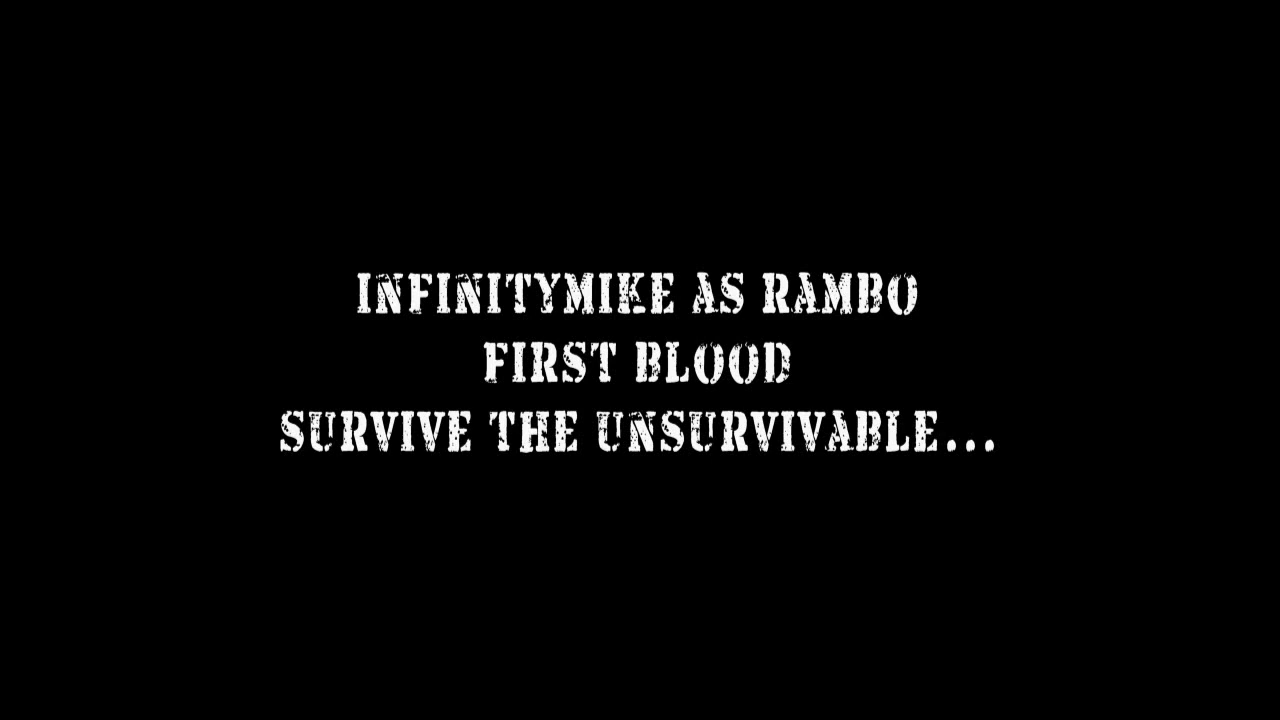 INFINITYMIKE AS RAMBO
FIRST BLOOD
SURVIVE THE UNSURVIVABLE...